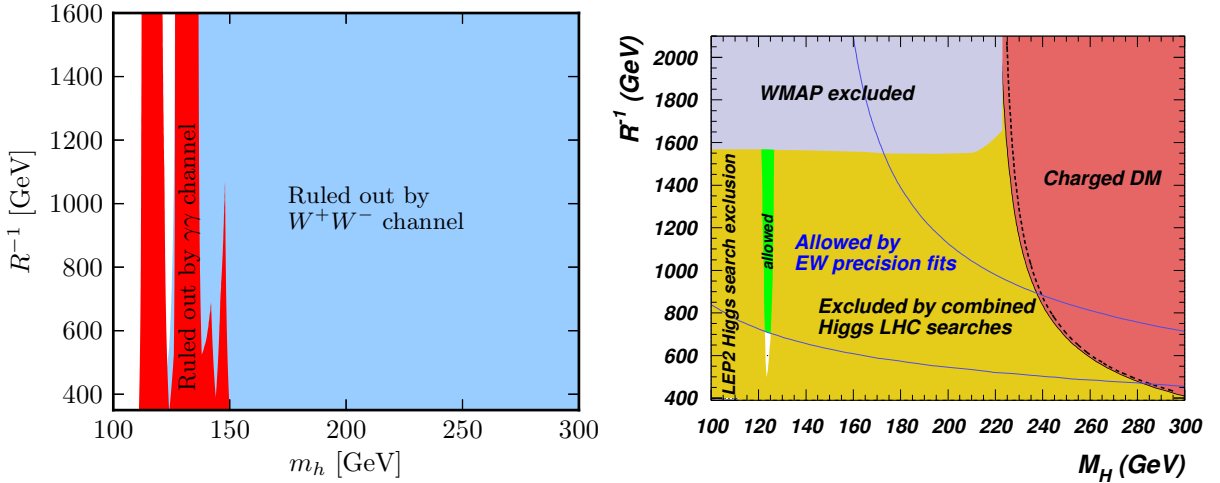 1600
1400
1200
1000
800
600
400
100
150
200
250
300
R⁻¹ [GeV]
m_h [GeV]
Ruled out by γγ channel
Ruled out by
W⁺W⁻ channel
R⁻¹ (GeV)
2000
1800
1600
1400
1200
1000
800
600
400
100
120
140
160
180
200
220
240
260
280
300
M_H (GeV)
WMAP excluded
Charged DM
LEP2 Higgs search exclusion
allowed
Allowed by
EW precision fits
Excluded by combined
Higgs LHC searches